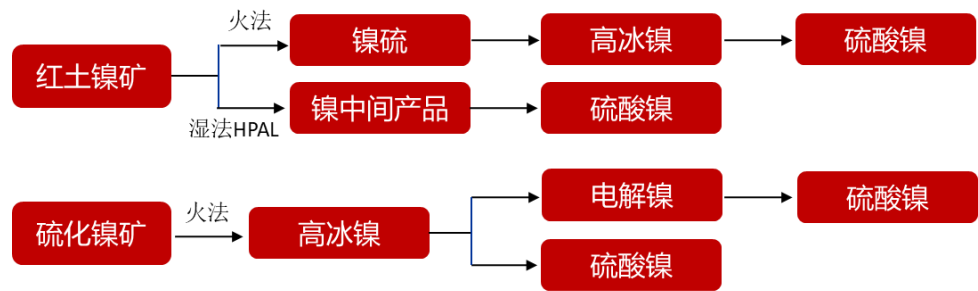 火法
镍硫
高冰镍
硫酸镍
红土镍矿
湿法HPAL
镍中间产品
硫酸镍
火法
硫化镍矿
高冰镍
电解镍
硫酸镍
硫酸镍